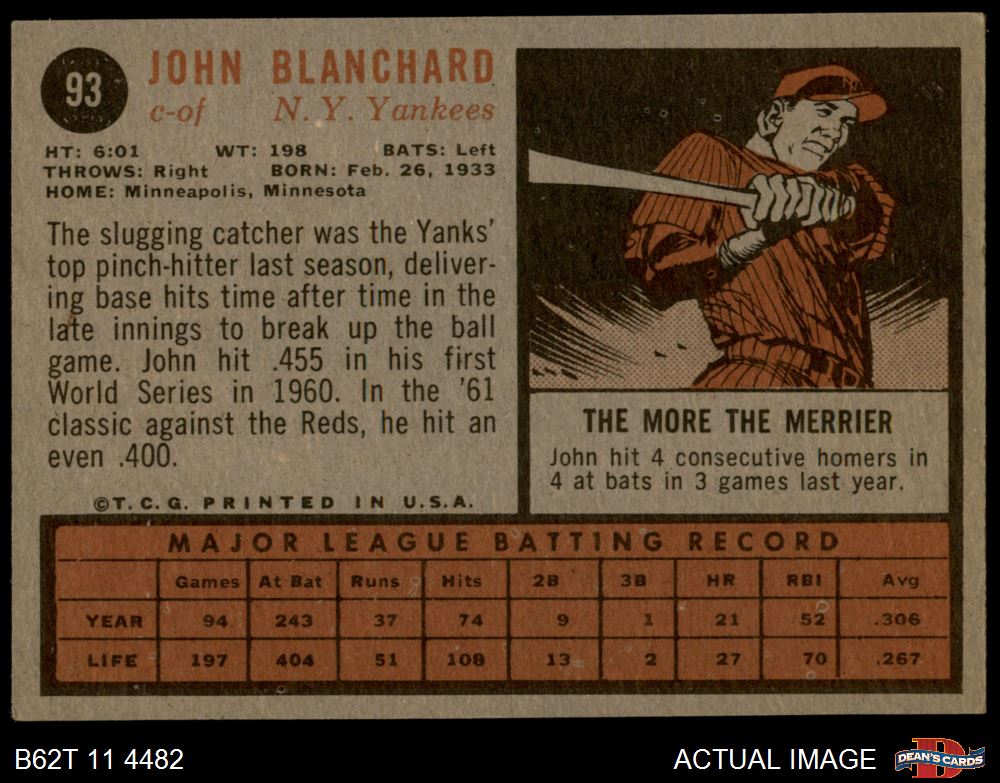 93
JOHN BLANCHARD
c-of N. Y. Yankees
HT: 6:01 WT: 198 BATS: Left
THROWS: Right BORN: Feb. 26, 1933
HOME: Minneapolis, Minnesota
The slugging catcher was the Yanks'
top pinch-hitter last season, deliver-
ing base hits time after time in the
late innings to break up the ball
game. John hit .455 in his first
World Series in 1960. In the '61
classic against the Reds, he hit an
even .400.
©T.C.G. PRINTED IN U.S.A.
THE MORE THE MERRIER
John hit 4 consecutive homers in
4 at bats in 3 games last year.
MAJOR LEAGUE BATTING RECORD
Games At Bat Runs Hits 2B 3B HR RBI Avg
YEAR 94 243 37 74 9 1 21 52 .306
LIFE 197 404 51 108 13 2 27 70 .267
B62T 11 4482
ACTUAL IMAGE
D
DEAN'S CARDS